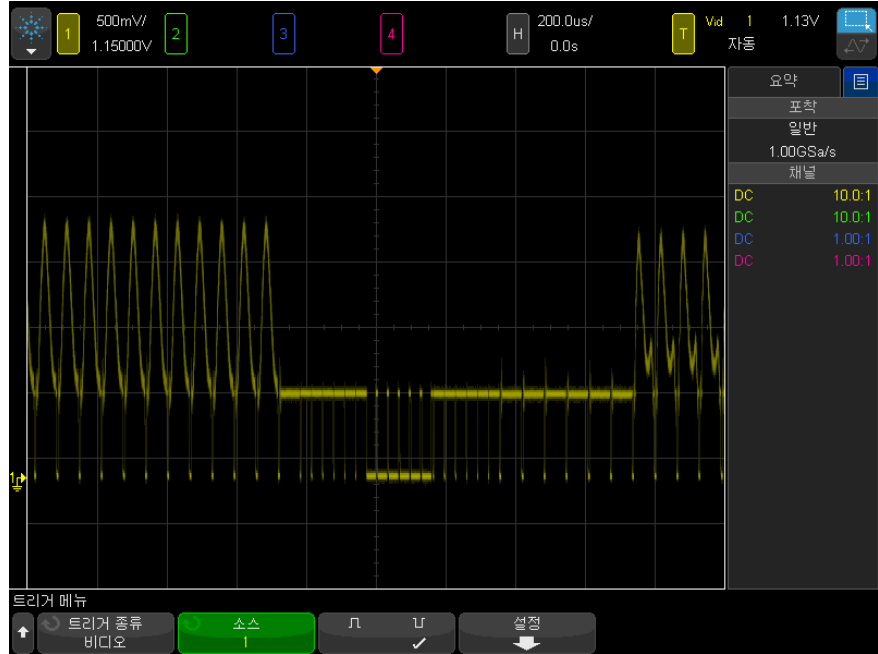 1 500mV/ 2 3 4 H 200.0us/ T Vid 1 1.13V
1.15000V 0.0s 자동
요약
포착
일반
1.00GSa/s
채널
DC 10.0:1
DC 10.0:1
DC 1.00:1
DC 1.00:1
1
트리거 메뉴
트리거 종류 소스 설정
비디오 1